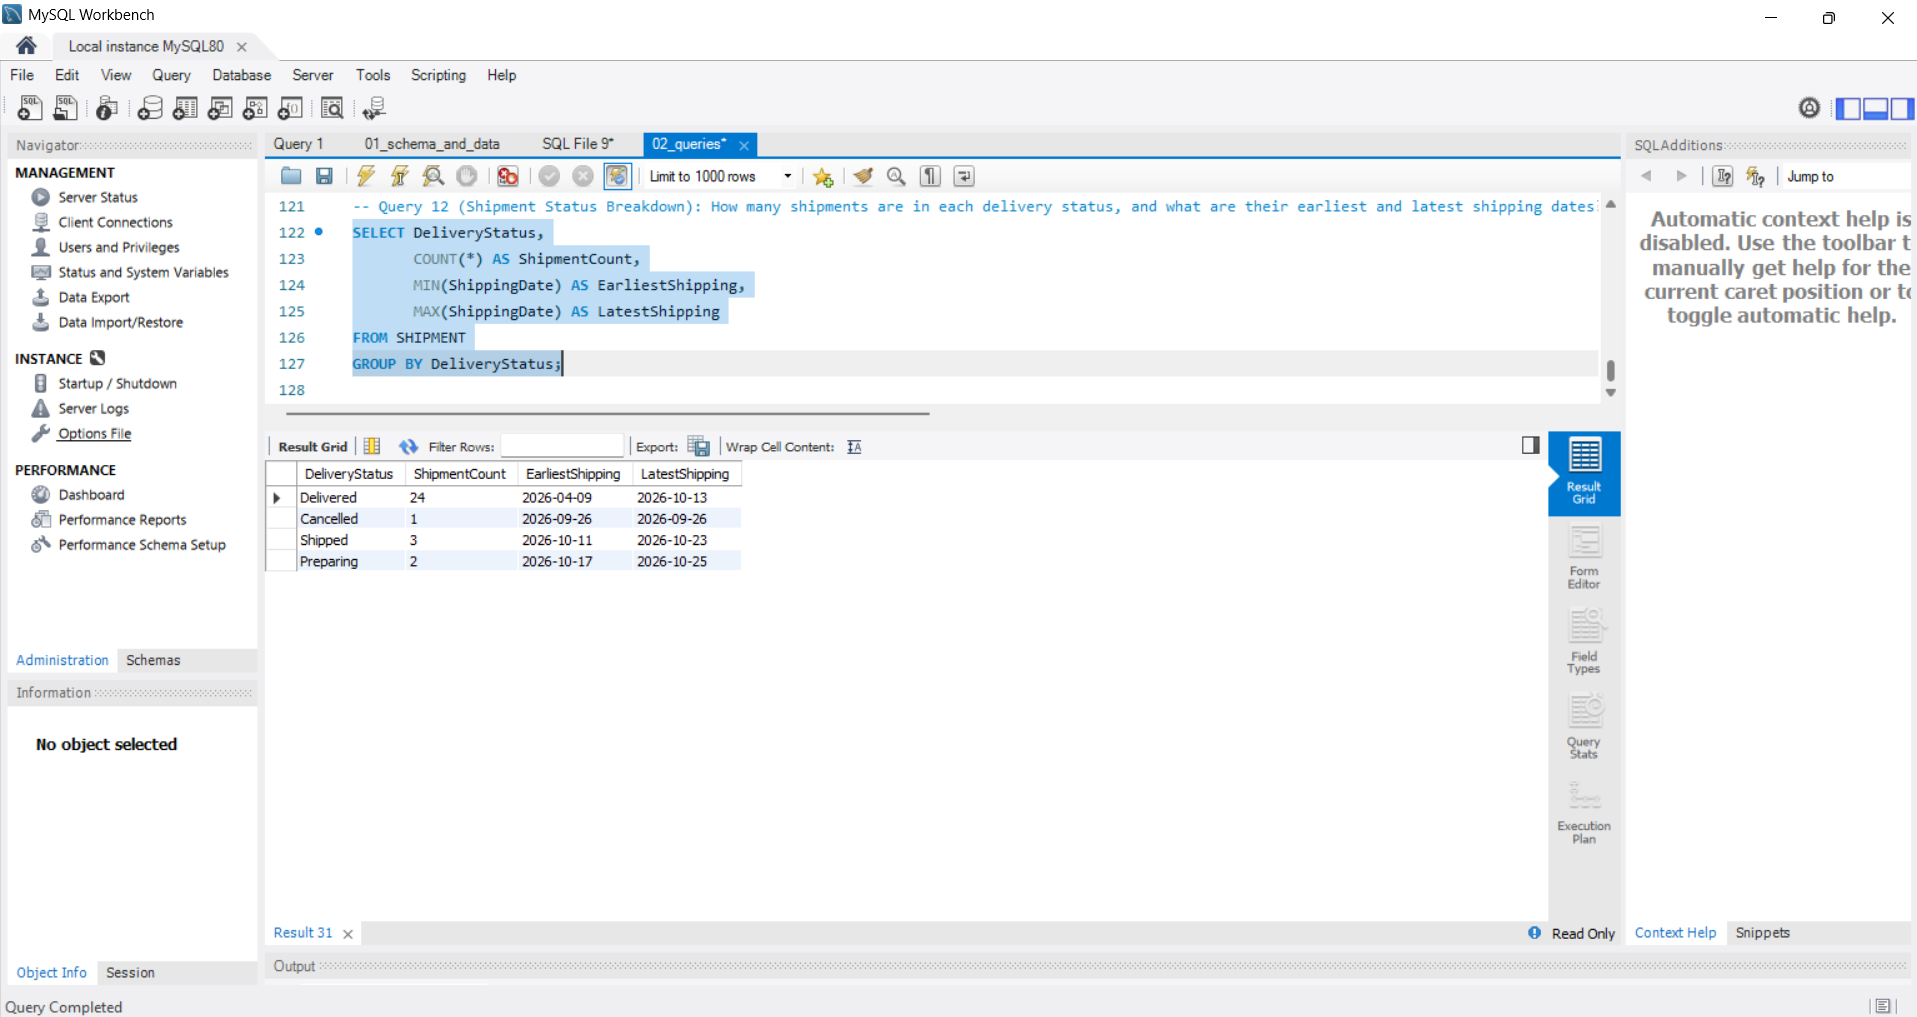 MySQL Workbench
Local instance MySQL80
File Edit View Query Database Server Tools Scripting Help
Navigator
MANAGEMENT
Server Status
Client Connections
Users and Privileges
Status and System Variables
Data Export
Data Import/Restore
INSTANCE
Startup / Shutdown
Server Logs
Options File
PERFORMANCE
Dashboard
Performance Reports
Performance Schema Setup
Administration Schemas
Information
No object selected
Object Info Session
Query Completed
Query 1 01_schema_and_data SQL File 9* 02_queries*
Limit to 1000 rows
121 -- Query 12 (Shipment Status Breakdown): How many shipments are in each delivery status, and what are their earliest and latest shipping dates
122 SELECT DeliveryStatus,
123 COUNT(*) AS ShipmentCount,
124 MIN(ShippingDate) AS EarliestShipping,
125 MAX(ShippingDate) AS LatestShipping
126 FROM SHIPMENT
127 GROUP BY DeliveryStatus;
128
Result Grid Filter Rows: Export: Wrap Cell Content:
DeliveryStatus ShipmentCount EarliestShipping LatestShipping
Delivered 24 2026-04-09 2026-10-13
Cancelled 1 2026-09-26 2026-09-26
Shipped 3 2026-10-11 2026-10-23
Preparing 2 2026-10-17 2026-10-25
Result
Grid
Form
Editor
Field
Types
Query
Stats
Execution
Plan
Result 31
Read Only
Output
SQLAdditions
Jump to
Automatic context help is
disabled. Use the toolbar t
manually get help for the
current caret position or to
toggle automatic help.
Context Help Snippets